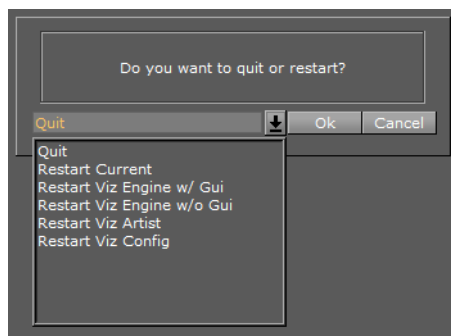 Do you want to quit or restart?
Quit
Ok
Cancel
Quit
Restart Current
Restart Viz Engine w/ Gui
Restart Viz Engine w/o Gui
Restart Viz Artist
Restart Viz Config